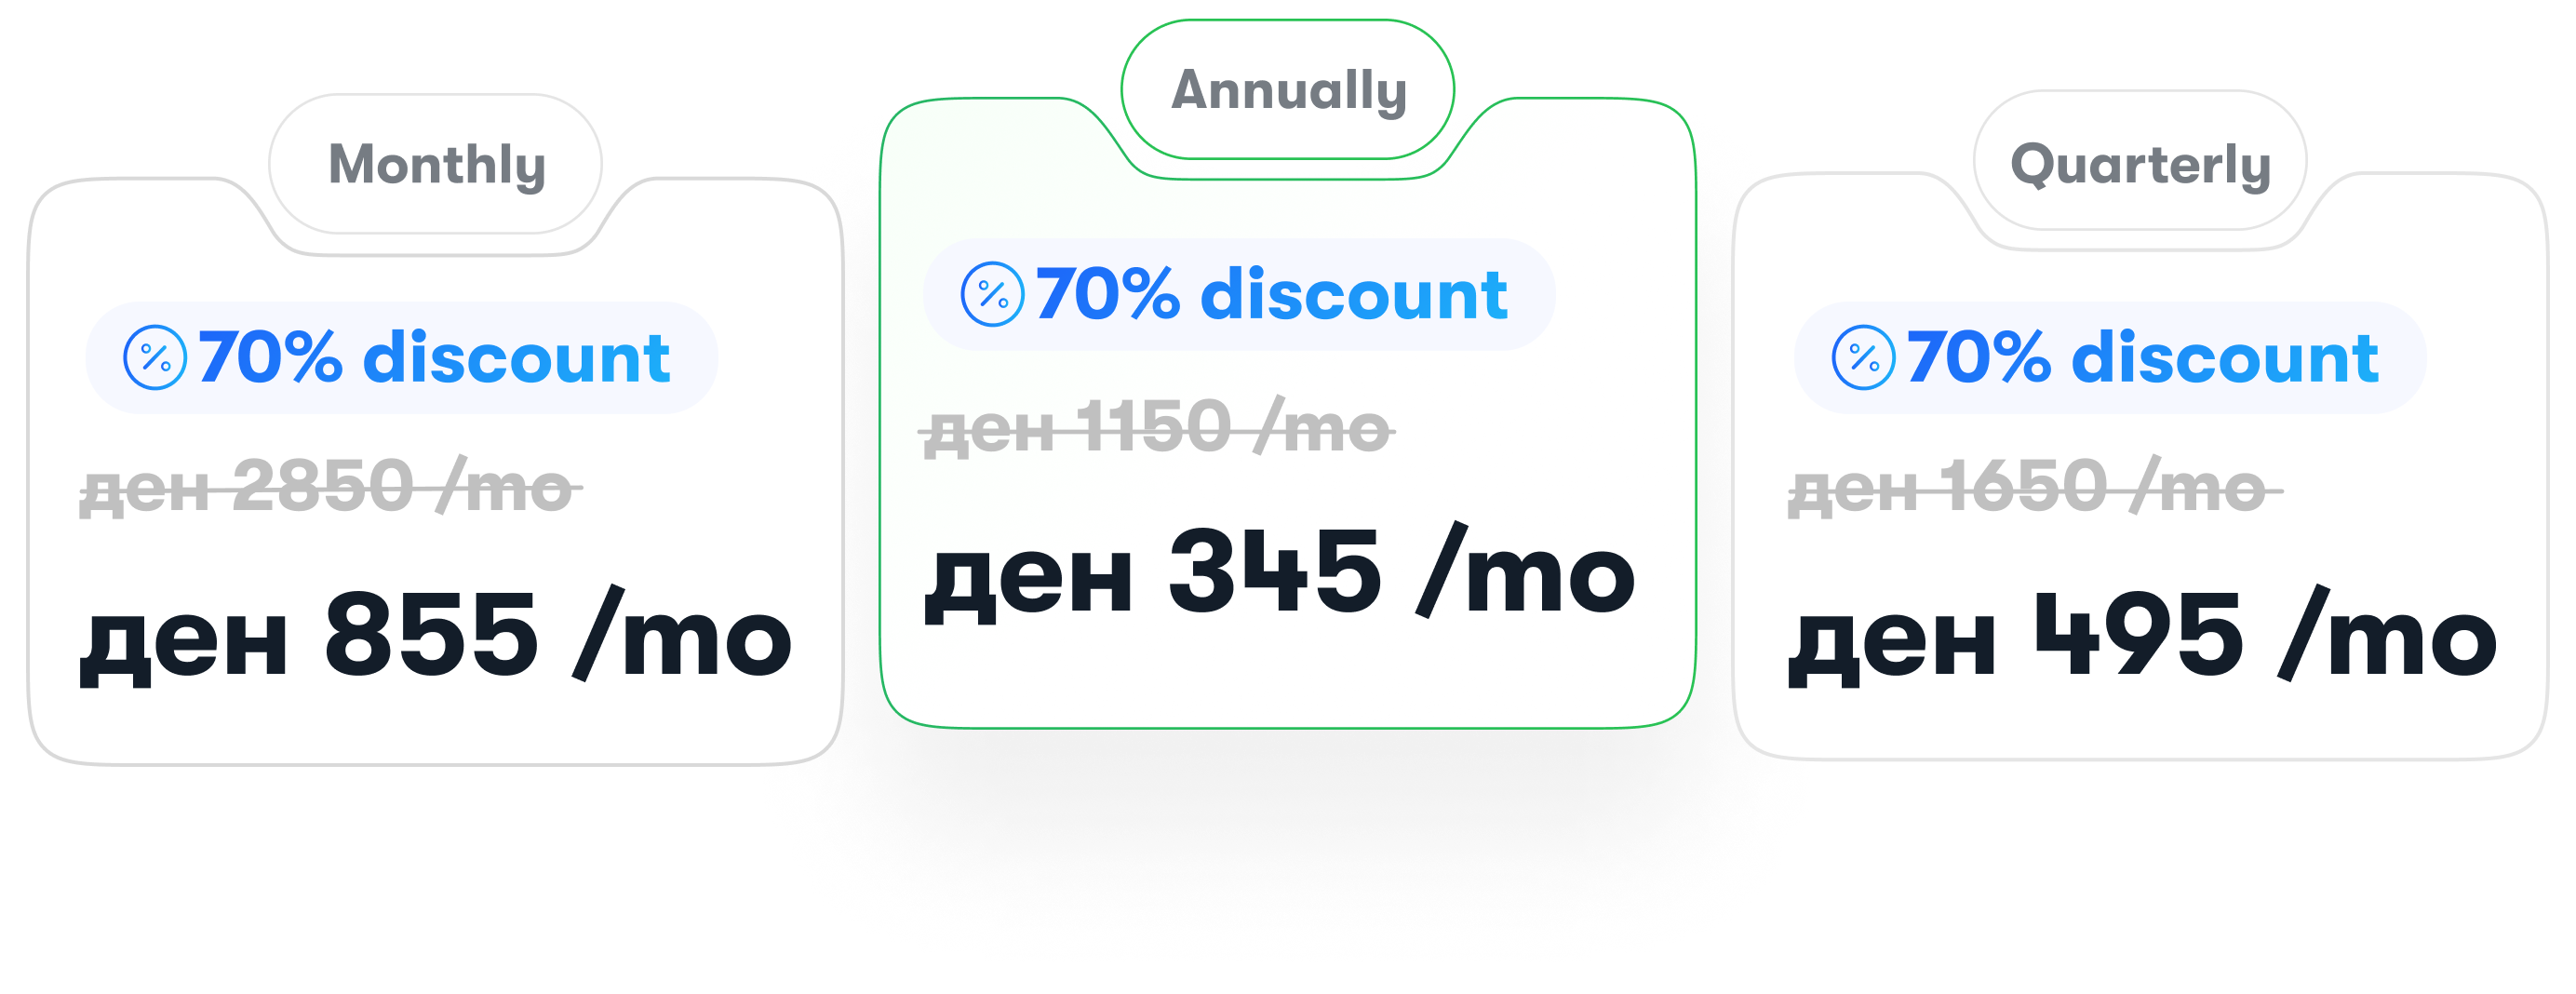 Monthly
70% discount
ден 2850 /mo
ден 855 /mo
Annually
70% discount
ден 1150 /mo
ден 345 /mo
Quarterly
70% discount
ден 1650 /mo
ден 495 /mo